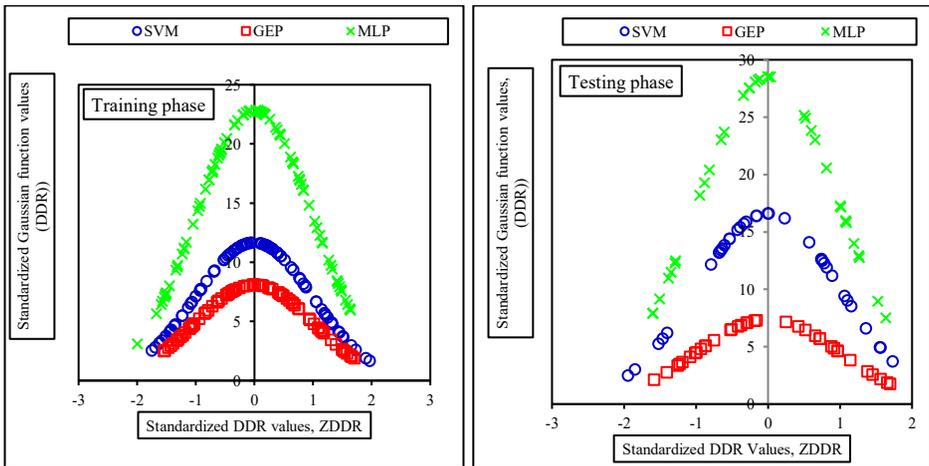 SVM GEP MLP
Training phase
Standardized Gaussian function values
(DDR))
25
20
15
10
5
0
-3 -2 -1 0 1 2 3
Standardized DDR values, ZDDR
SVM GEP MLP
Testing phase
Standardized Gaussian function values,
(DDR))
30
25
20
15
10
5
0
-3 -2 -1 0 1 2
Standardized DDR Values, ZDDR